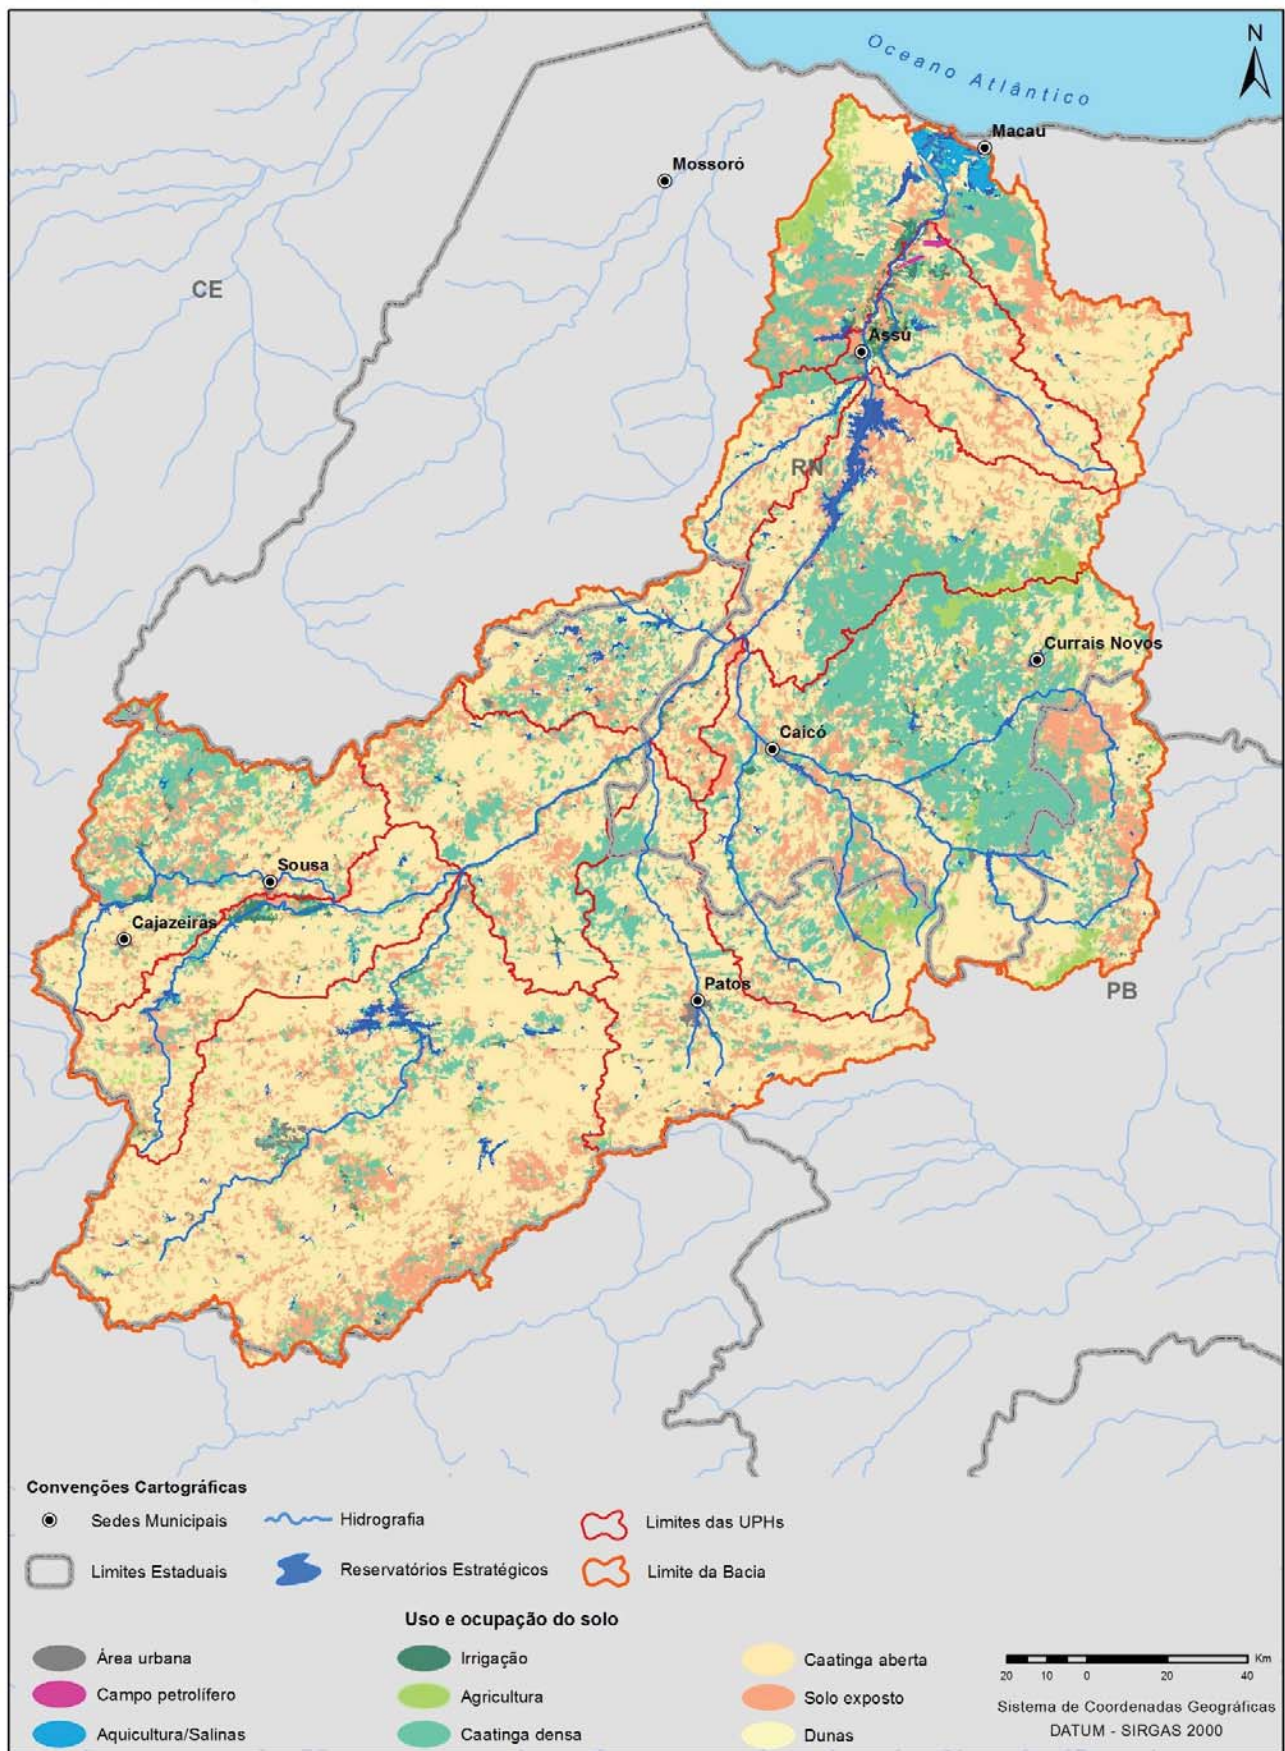 N
Oceano Atlântico
Macau
Mossoró
CE
Assú
RN
Currais Novos
Caicó
Sousa
Cajazeiras
Patos
PB
Convenções Cartográficas
Sedes Municipais
Hidrografia
Limites das UPHs
Limites Estaduais
Reservatórios Estratégicos
Limite da Bacia
Uso e ocupação do solo
Área urbana
Irrigação
Caatinga aberta
Campo petrolífero
Agricultura
Solo exposto
Aquicultura/Salinas
Caatinga densa
Dunas
Km
20 10 0 20 40
Sistema de Coordenadas Geográficas
DATUM - SIRGAS 2000